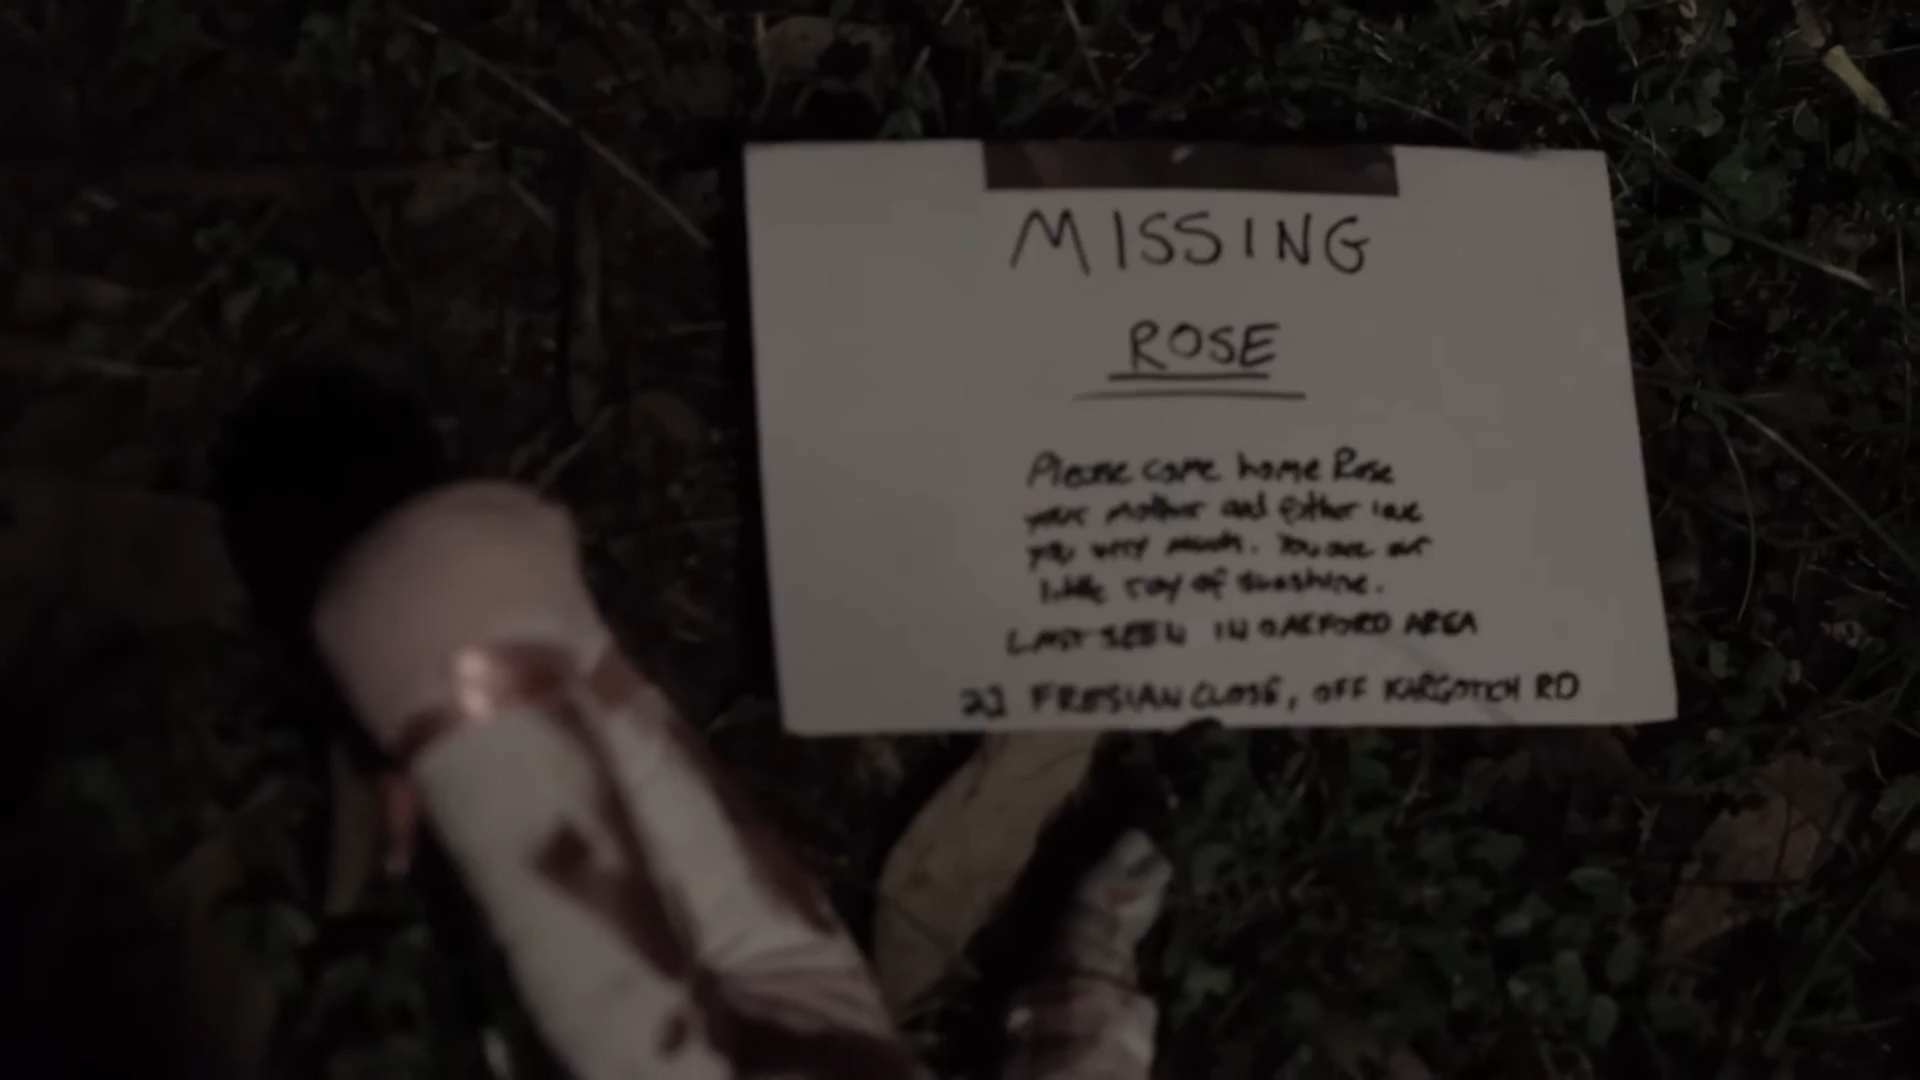 MISSING
ROSE
Please come home Rose
your mother and father love
you very much. You are our
little ray of sunshine.
LAST SEEN IN OAKFORD AREA
FRESIAN CLOSE, OFF RD